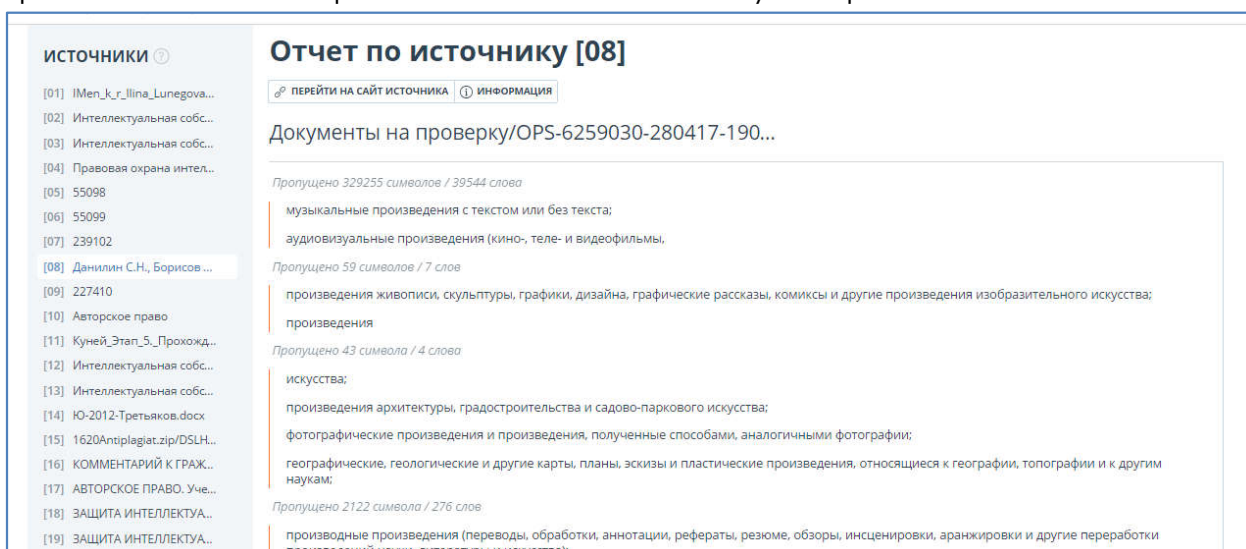 ИСТОЧНИКИ
[01] IMen_k_r_Ilina_Lunegova...
[02] Интеллектуальная собс...
[03] Интеллектуальная собс...
[04] Правовая охрана интел...
[05] 55098
[06] 55099
[07] 239102
[08] Данилин С.Н., Борисов ...
[09] 227410
[10] Авторское право
[11] Куней_Этап_5._Прохожд...
[12] Интеллектуальная собс...
[13] Интеллектуальная собс...
[14] Ю-2012-Третьяков.docx
[15] 1620Antiplagiat.zip/DSLH...
[16] КОММЕНТАРИЙ К ГРАЖ...
[17] АВТОРСКОЕ ПРАВО. Уче...
[18] ЗАЩИТА ИНТЕЛЛЕКТУА...
[19] ЗАЩИТА ИНТЕЛЛЕКТУА...
Отчет по источнику [08]
ПЕРЕЙТИ НА САЙТ ИСТОЧНИКА ИНФОРМАЦИЯ
Документы на проверку/OPS-6259030-280417-190...
Пропущено 329255 символов / 39544 слова
музыкальные произведения с текстом или без текста;
аудиовизуальные произведения (кино-, теле- и видеофильмы,
Пропущено 59 символов / 7 слов
произведения живописи, скульптуры, графики, дизайна, графические рассказы, комиксы и другие произведения изобразительного искусства;
произведения
Пропущено 43 символа / 4 слова
искусства;
произведения архитектуры, градостроительства и садово-паркового искусства;
фотографические произведения и произведения, полученные способами, аналогичными фотографии;
географические, геологические и другие карты, планы, эскизы и пластические произведения, относящиеся к географии, топографии и к другим
наукам;
Пропущено 2122 символа / 276 слов
производные произведения (переводы, обработки, аннотации, рефераты, резюме, обзоры, инсценировки, аранжировки и другие переработки